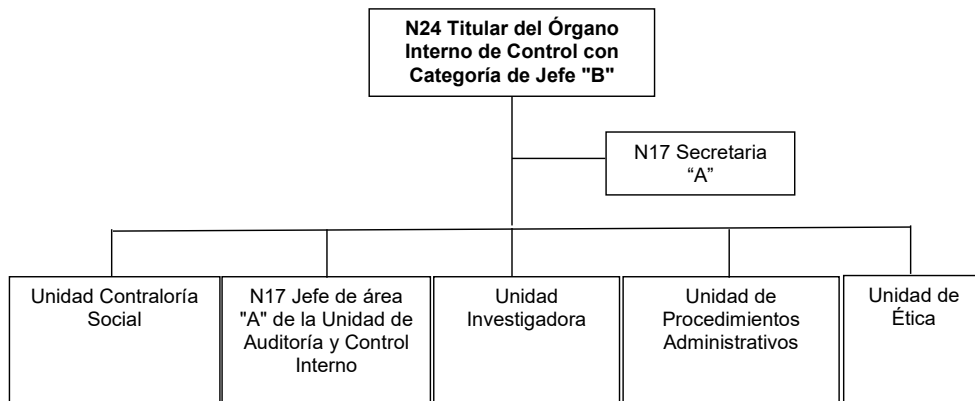 N24 Titular del Órgano
Interno de Control con
Categoría de Jefe "B"
N17 Secretaria
“A”
Unidad Contraloría
Social
N17 Jefe de área
"A" de la Unidad de
Auditoría y Control
Interno
Unidad
Investigadora
Unidad de
Procedimientos
Administrativos
Unidad de
Ética